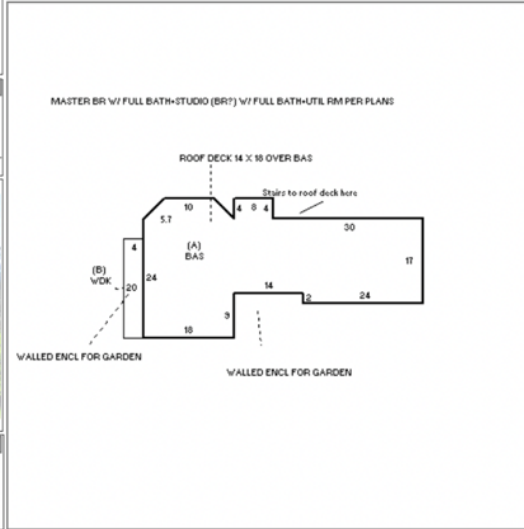 MASTER BR W/ FULL BATH+STUDIO (BR?) W/ FULL BATH+UTIL RM PER PLANS
ROOF DECK 14 X 18 OVER BAS
Stairs to roof deck here
10
4 8 4
5.7
30
4
(A)
BAS
17
(B)
WDK
24
20
14
2
24
9
18
WALLED ENCL FOR GARDEN
WALLED ENCL FOR GARDEN